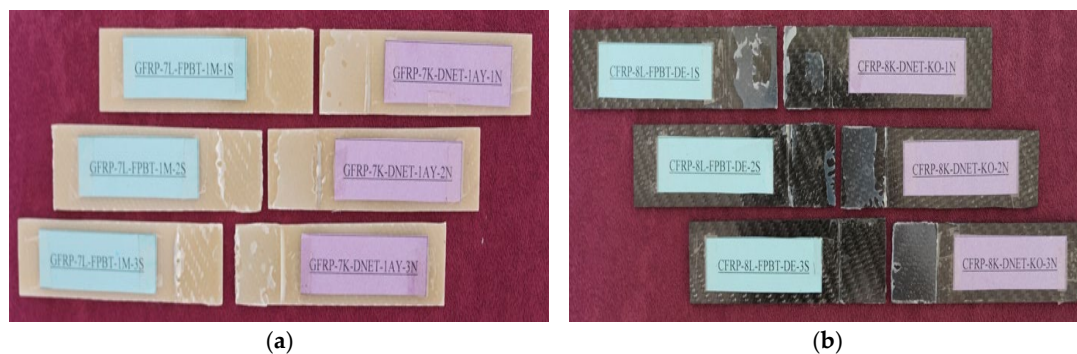 GFRP-7L-FPBT-1M-1S
GFRP-7K-DNET-1AY-1N
GFRP-7L-FPBT-1M-2S
GFRP-7K-DNET-1AY-2N
GFRP-7L-FPBT-1M-3S
GFRP-7K-DNET-1AY-3N
(a)
CFRP-8L-FPBT-DE-1S
CFRP-8K-DNET-KO-1N
CFRP-8L-FPBT-DE-2S
CFRP-8K-DNET-KO-2N
CFRP-8L-FPBT-DE-3S
CFRP-8K-DNET-KO-3N
(b)